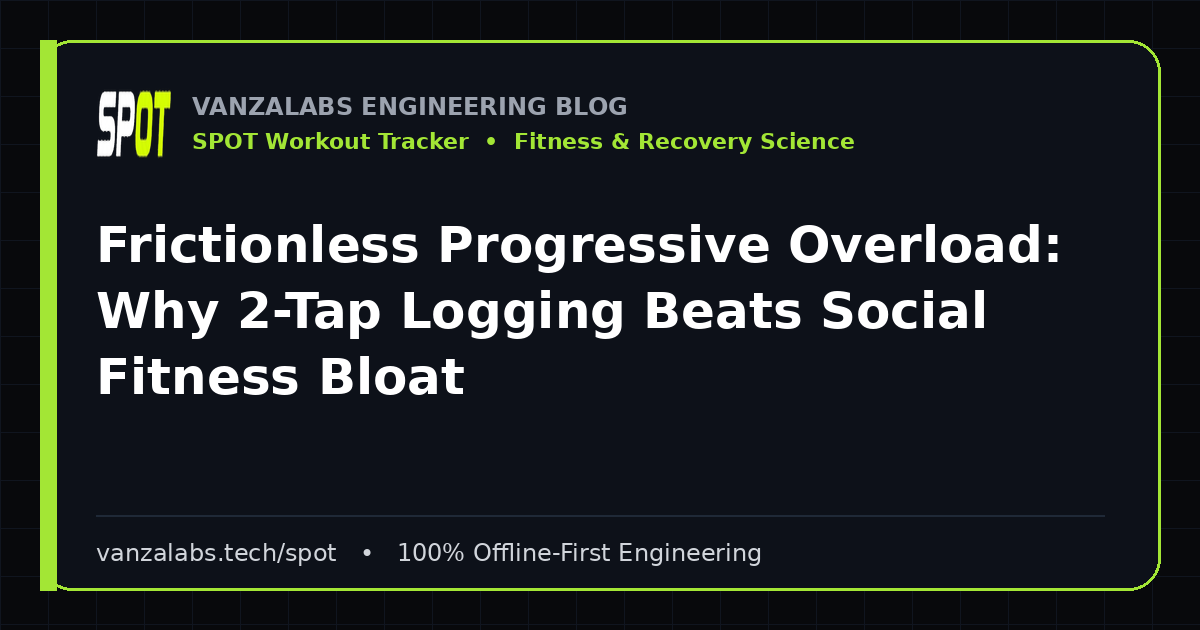 SPOT
VANZALABS ENGINEERING BLOG
SPOT Workout Tracker • Fitness & Recovery Science
Frictionless Progressive Overload:
Why 2-Tap Logging Beats Social
Fitness Bloat
vanzalabs.tech/spot • 100% Offline-First Engineering